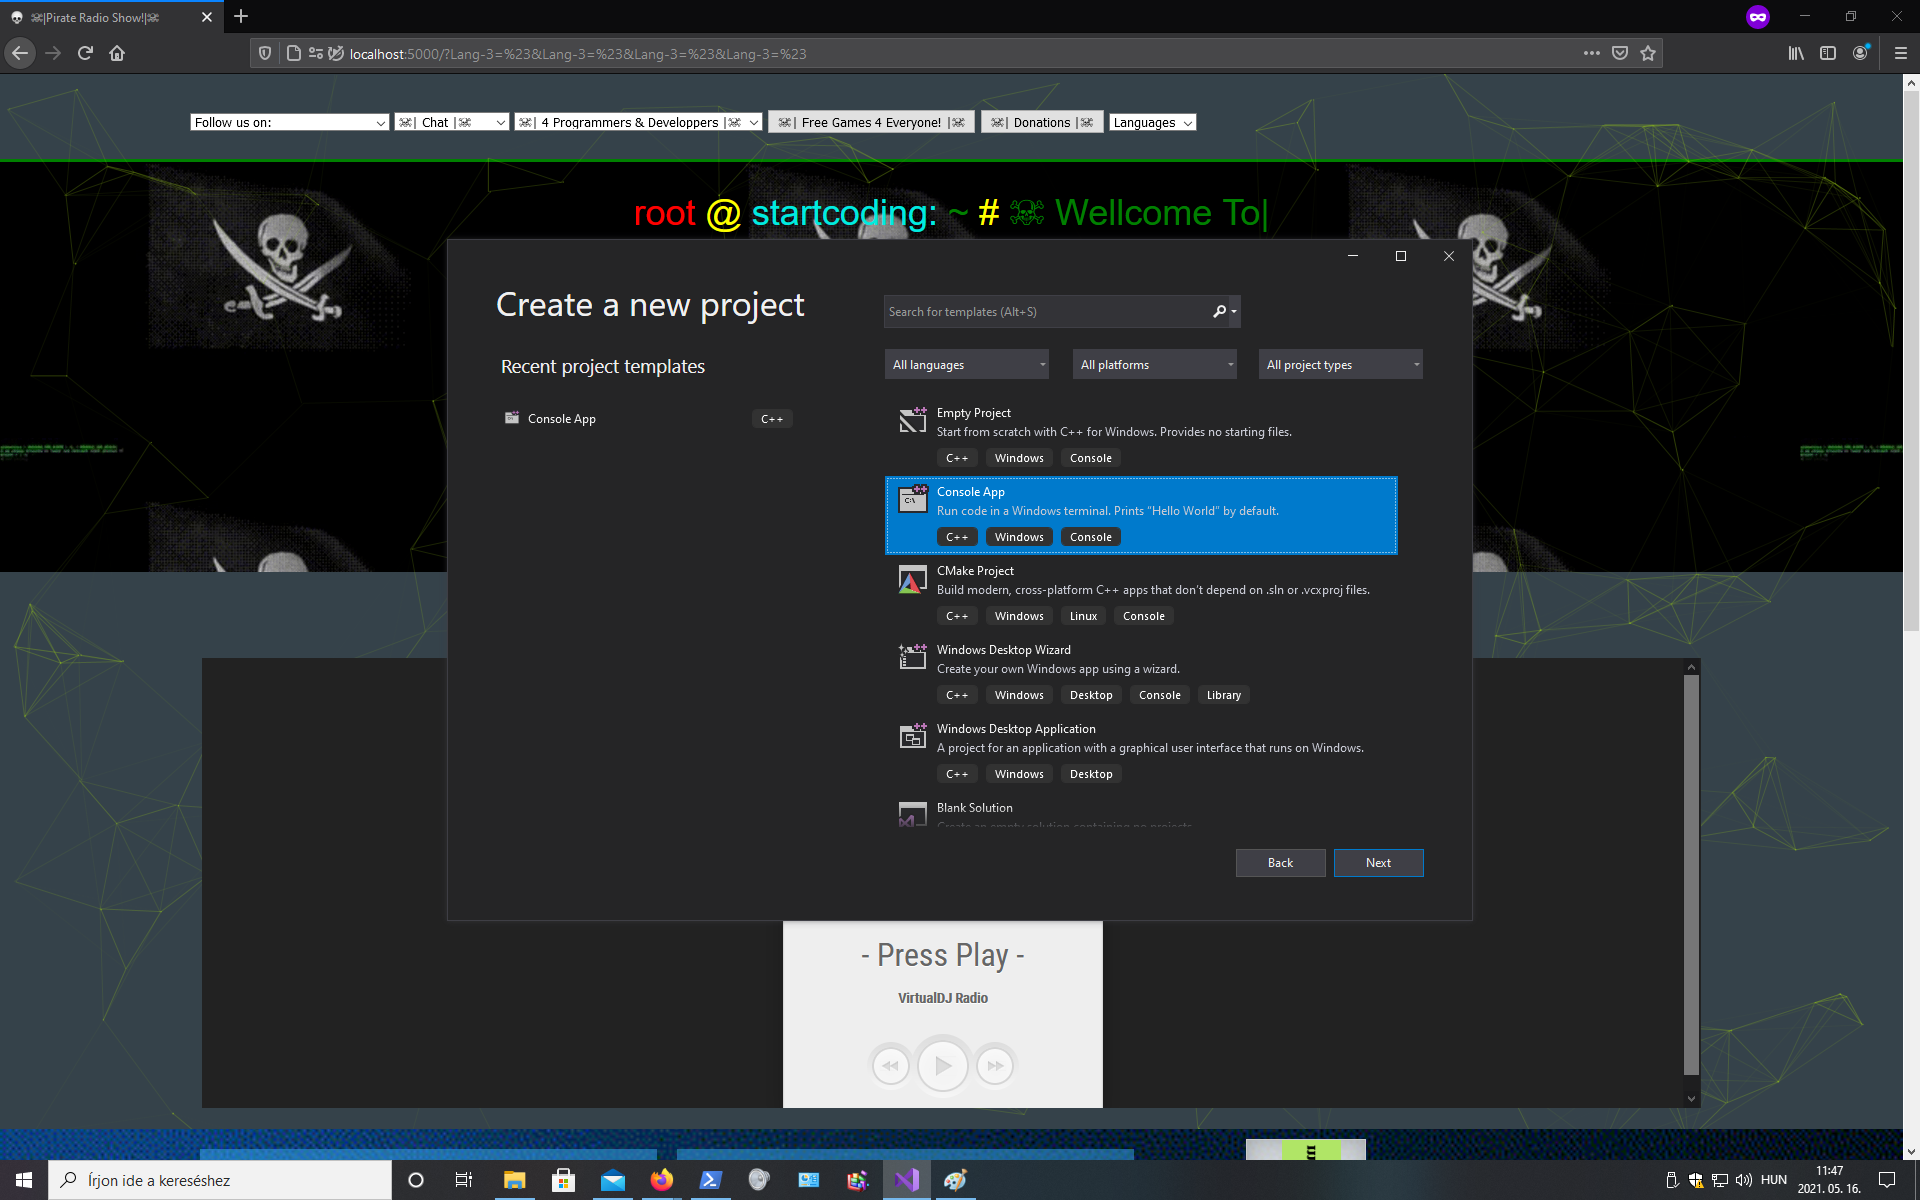 ☠|Pirate Radio Show!|☠
localhost:5000/?Lang-3=%23&Lang-3=%23&Lang-3=%23&Lang-3=%23
Follow us on:
☠| Chat |☠
☠| 4 Programmers & Developpers |☠
☠| Free Games 4 Everyone! |☠
☠| Donations |☠
Languages
root @ startcoding: ~ # ☠ Wellcome To|
Create a new project
Search for templates (Alt+S)
Recent project templates
All languages
All platforms
All project types
Console App
C++
Empty Project
Start from scratch with C++ for Windows. Provides no starting files.
C++ Windows Console
Console App
Run code in a Windows terminal. Prints "Hello World" by default.
C++ Windows Console
CMake Project
Build modern, cross-platform C++ apps that don't depend on .sln or .vcxproj files.
C++ Windows Linux Console
Windows Desktop Wizard
Create your own Windows app using a wizard.
C++ Windows Desktop Console Library
Windows Desktop Application
A project for an application with a graphical user interface that runs on Windows.
C++ Windows Desktop
Blank Solution
Create an empty solution containing no projects
Back
Next
- Press Play -
VirtualDJ Radio
Írjon ide a kereséshez
HUN
11:47
2021. 05. 16.